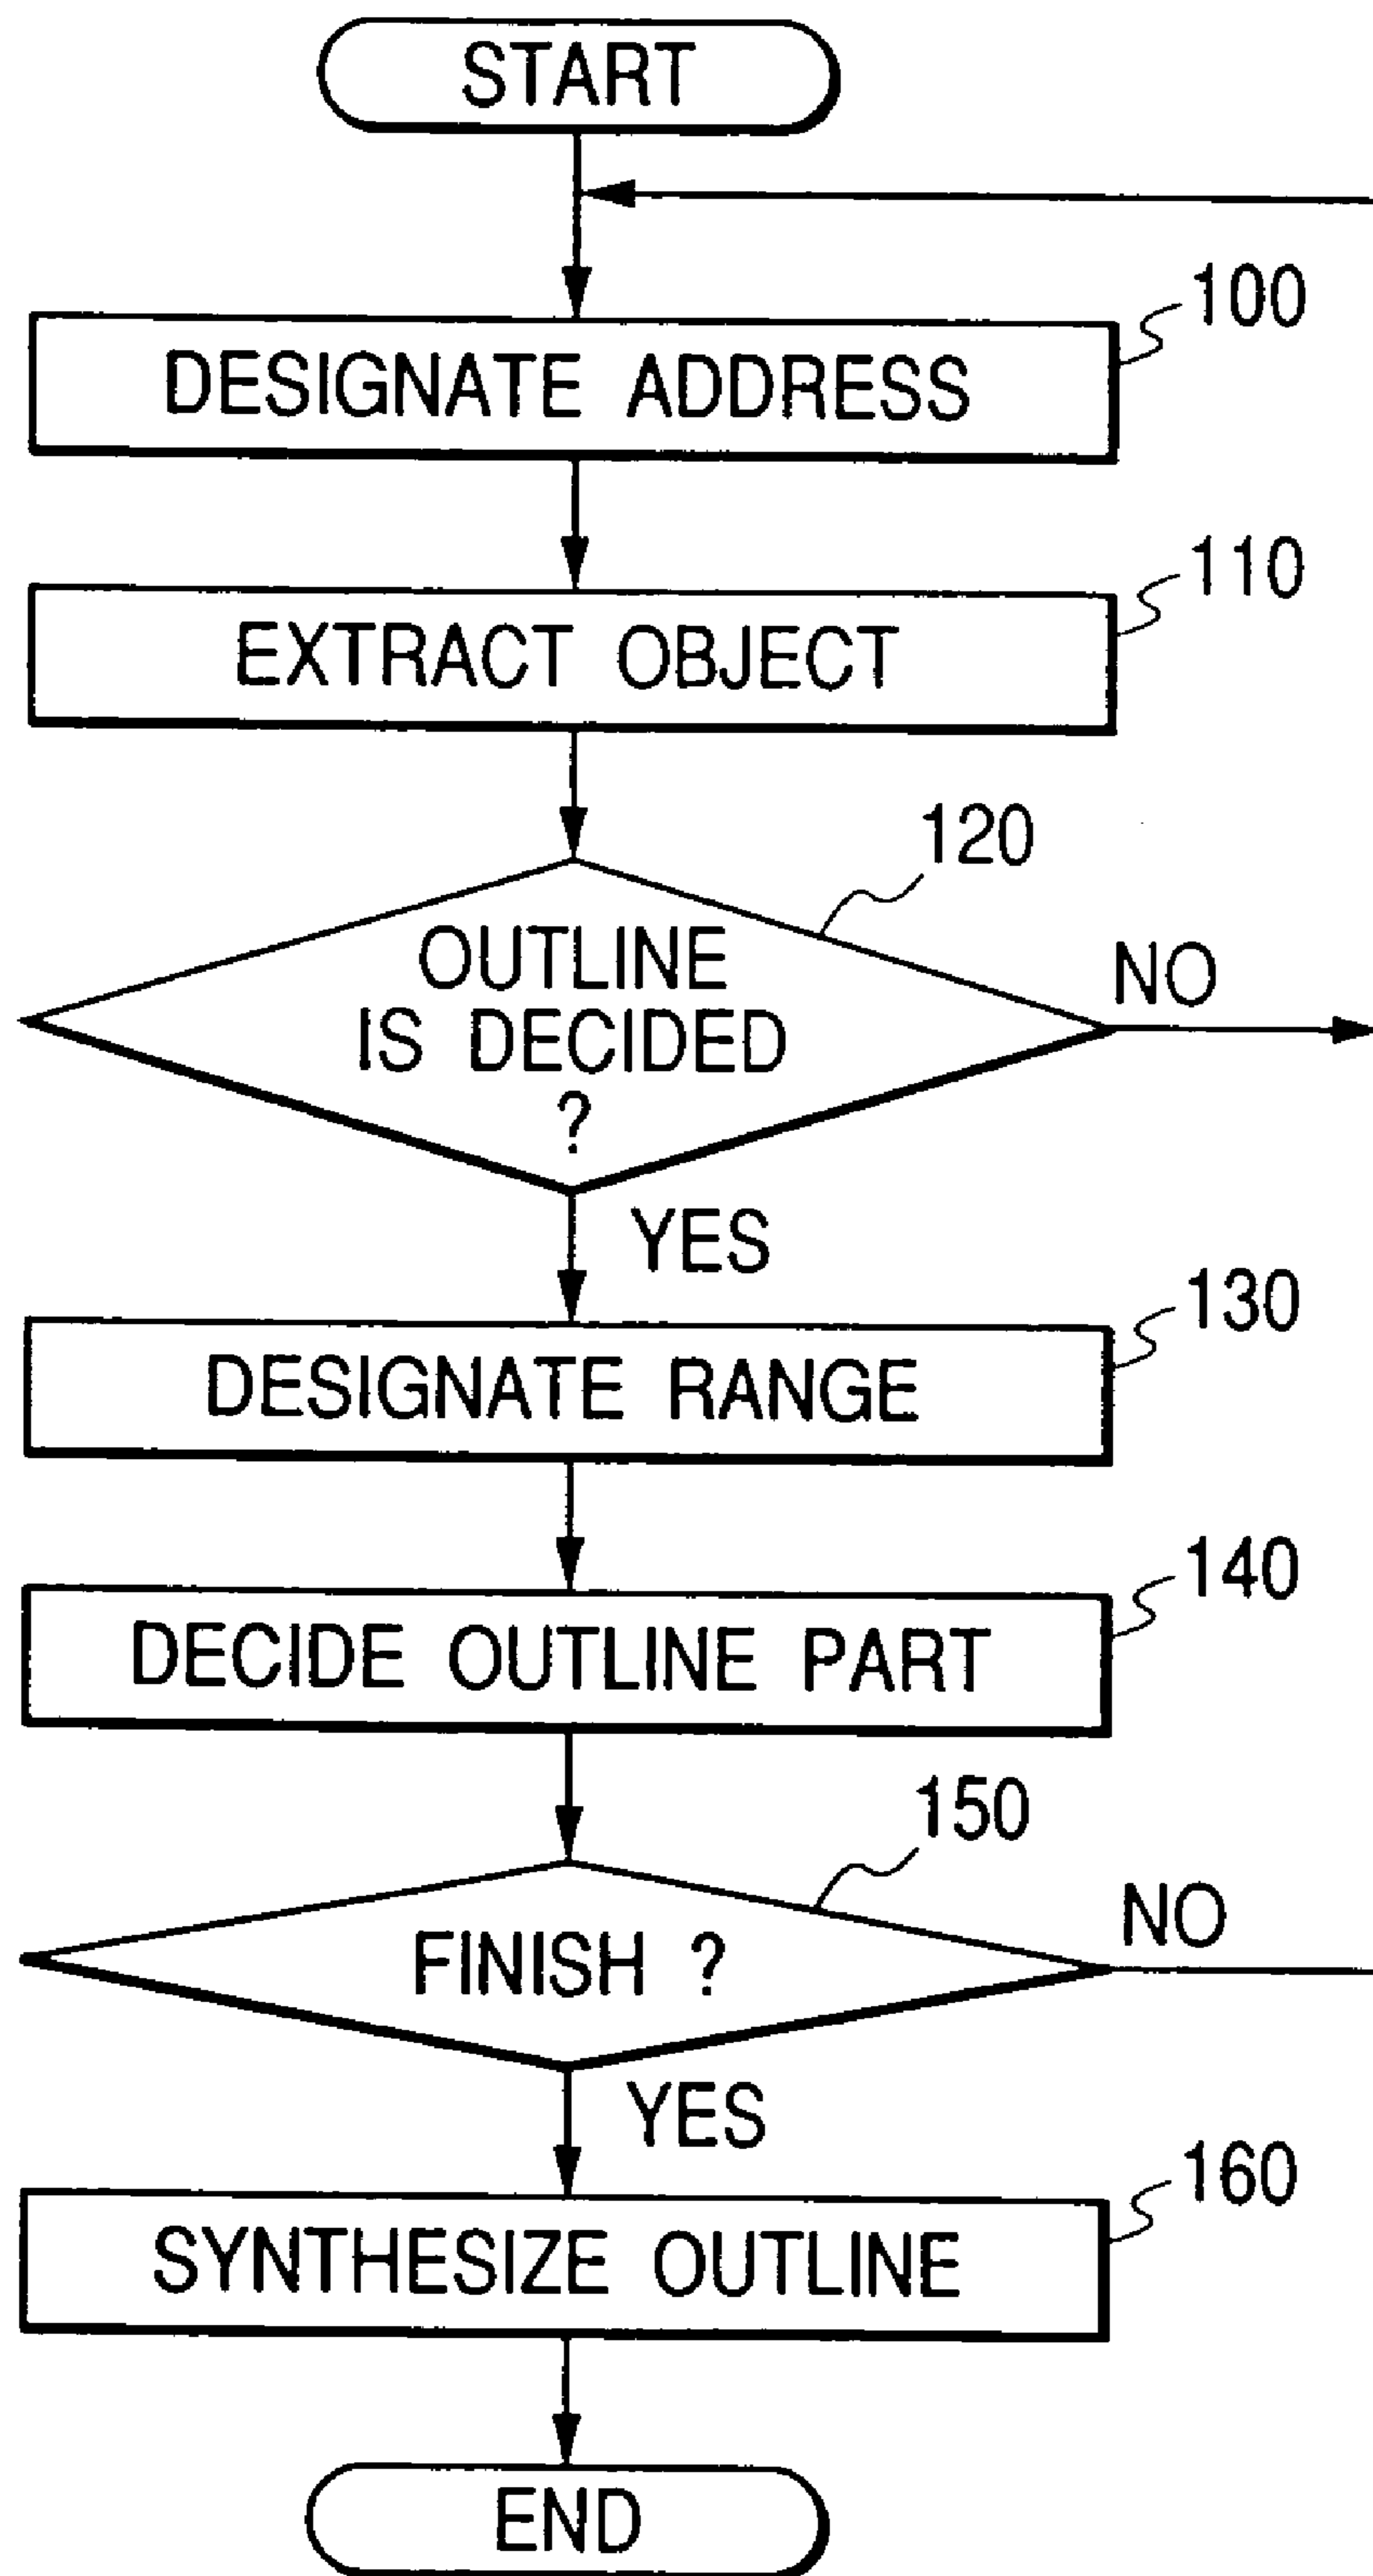 START
100
DESIGNATE ADDRESS
110
EXTRACT OBJECT
120
OUTLINE
IS DECIDED
?
NO
YES
130
DESIGNATE RANGE
140
DECIDE OUTLINE PART
150
FINISH ?
NO
YES
160
SYNTHESIZE OUTLINE
END